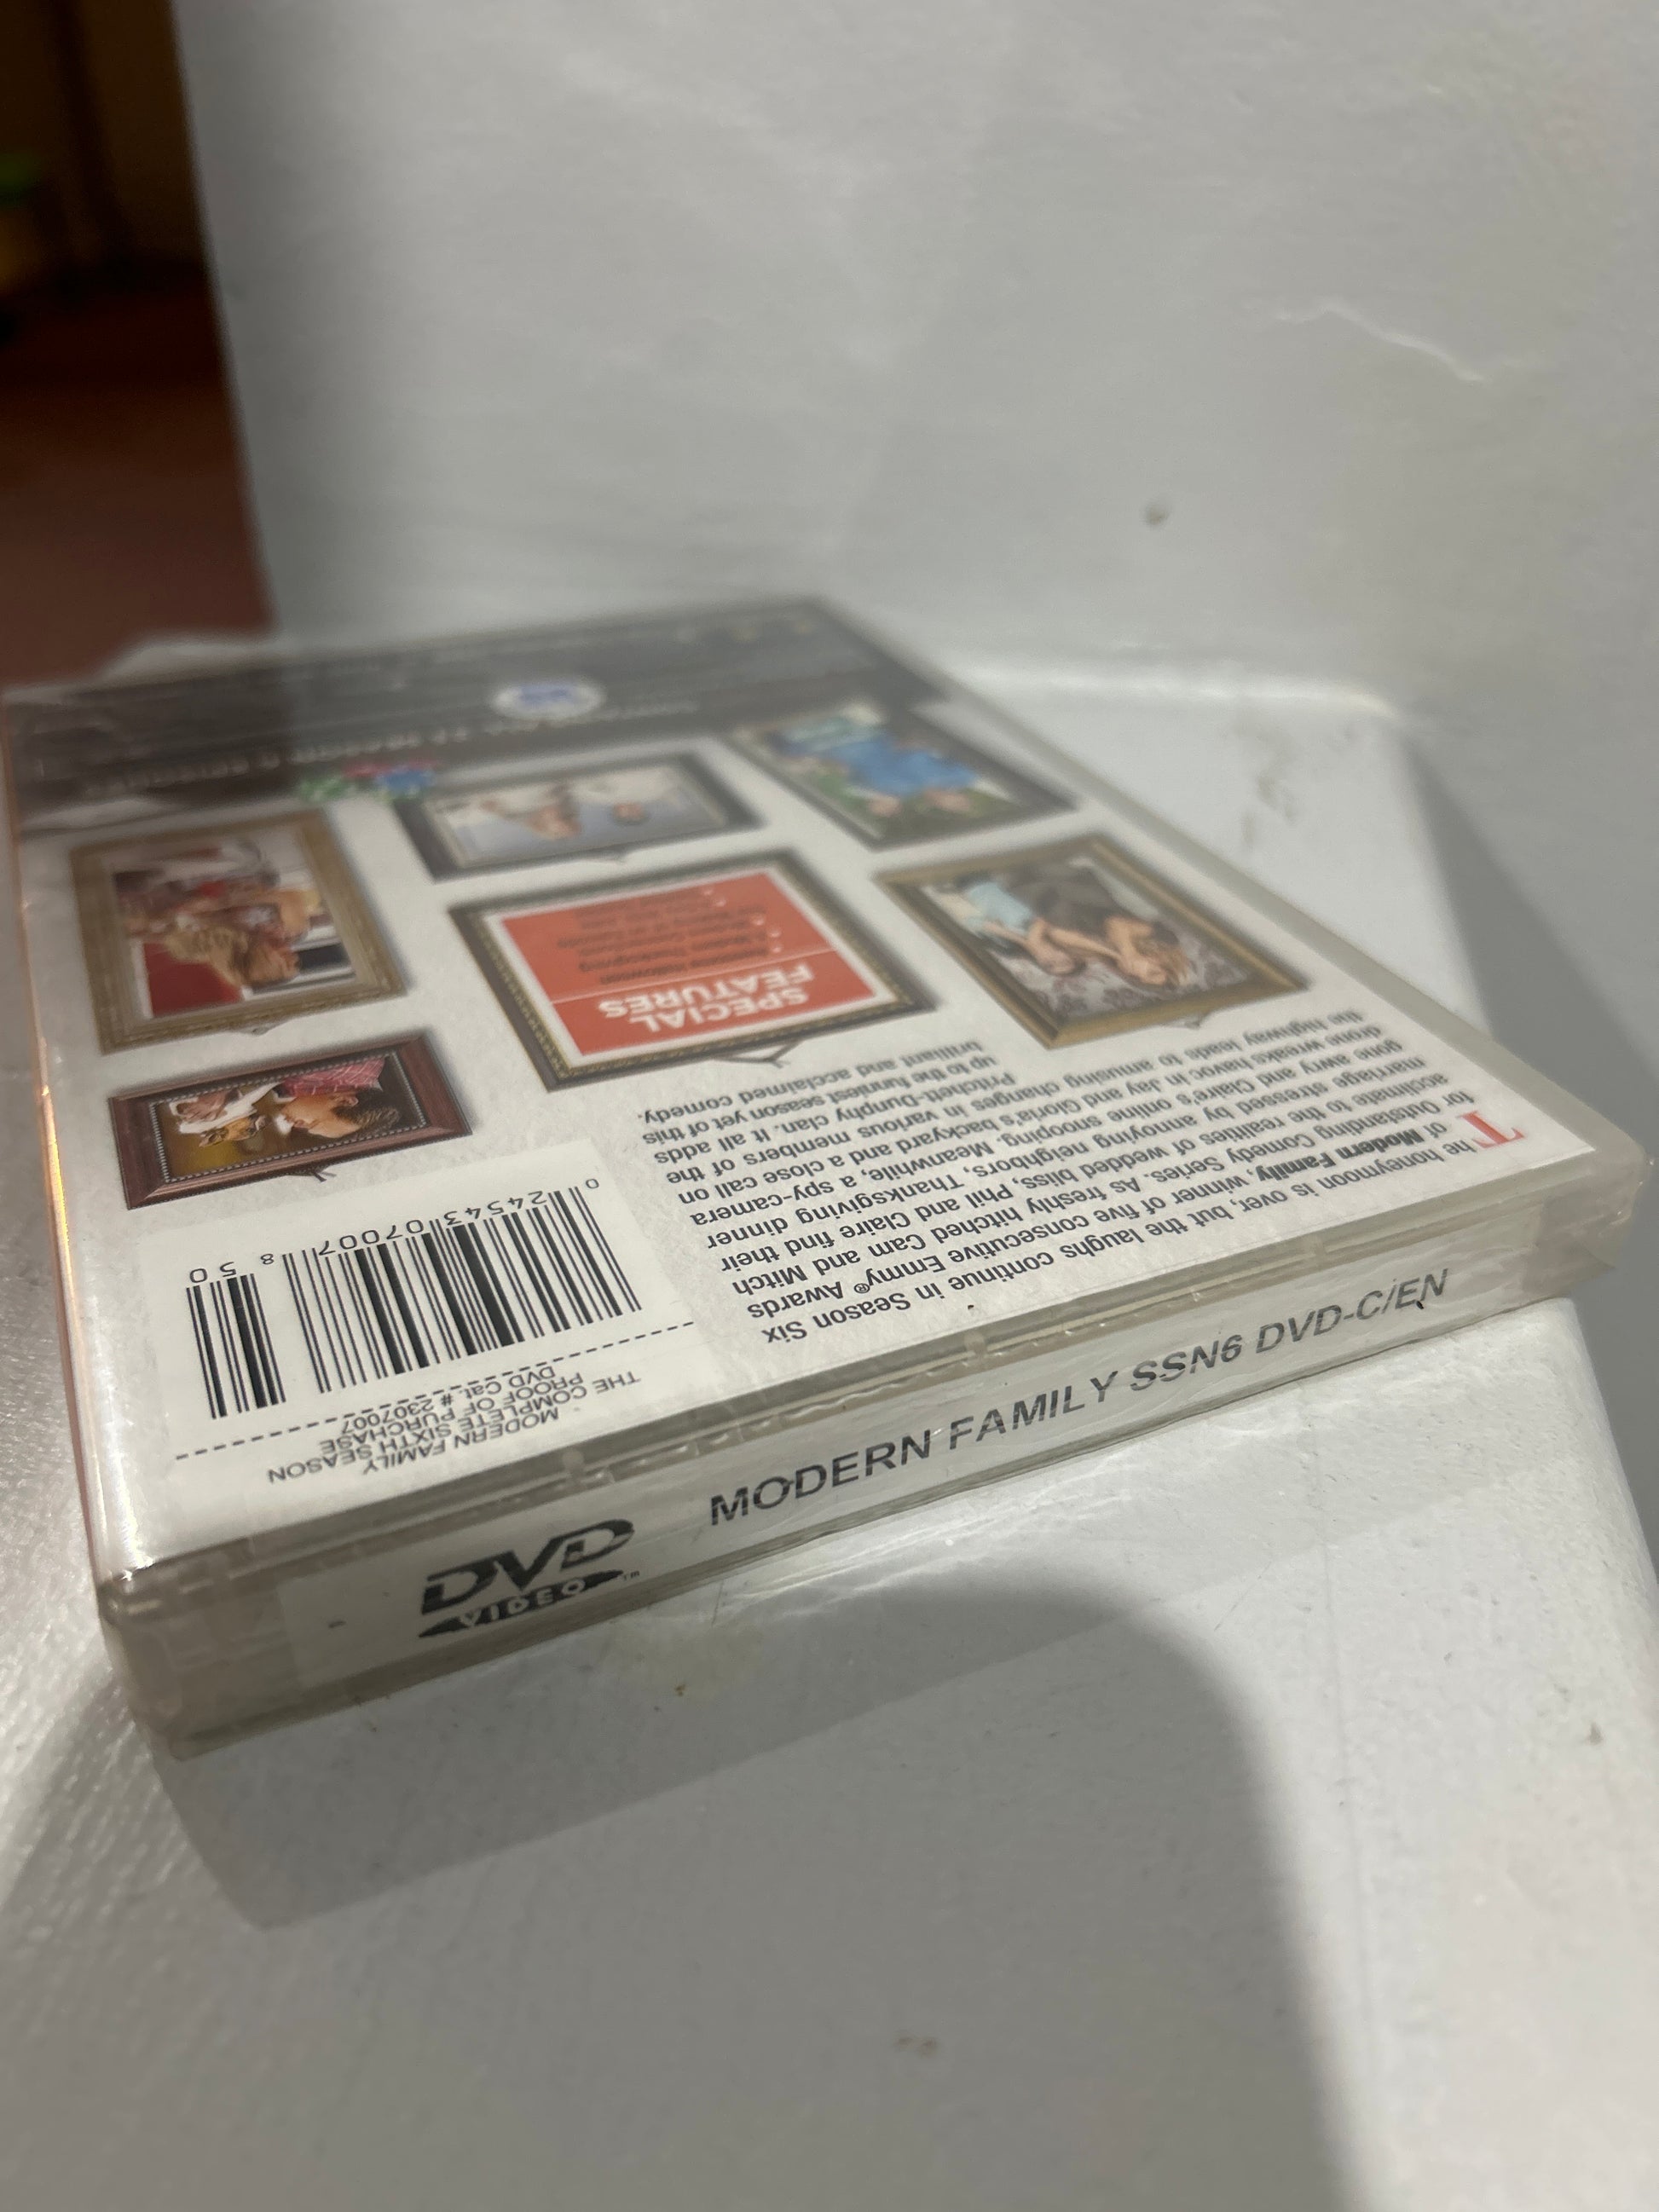 MODERN FAMILY SSN6 DVD-C/EN
DVD
VIDEO™
The honeymoon is over, but the laughs continue in Season Six
of Modern Family, winner of five consecutive Emmy® Awards
for Outstanding Comedy Series. As freshly hitched Cam and Mitch
acclimate to the realities of wedded bliss, Phil and Claire find their
marriage stressed by annoying neighbors, Thanksgiving dinner
gone awry and Claire's online snooping. Meanwhile, a spy-camera
drone wreaks havoc in Jay and Gloria's backyard and a close call on
the highway leads to amusing changes in various members of the
Pritchett-Dunphy clan. It all adds
up to the funniest season yet of this
brilliant and acclaimed comedy.
MODERN FAMILY
THE COMPLETE SIXTH SEASON
PROOF OF PURCHASE
DVD Cat. # 2307007
0 24543 07007 8 50
SPECIAL
FEATURES